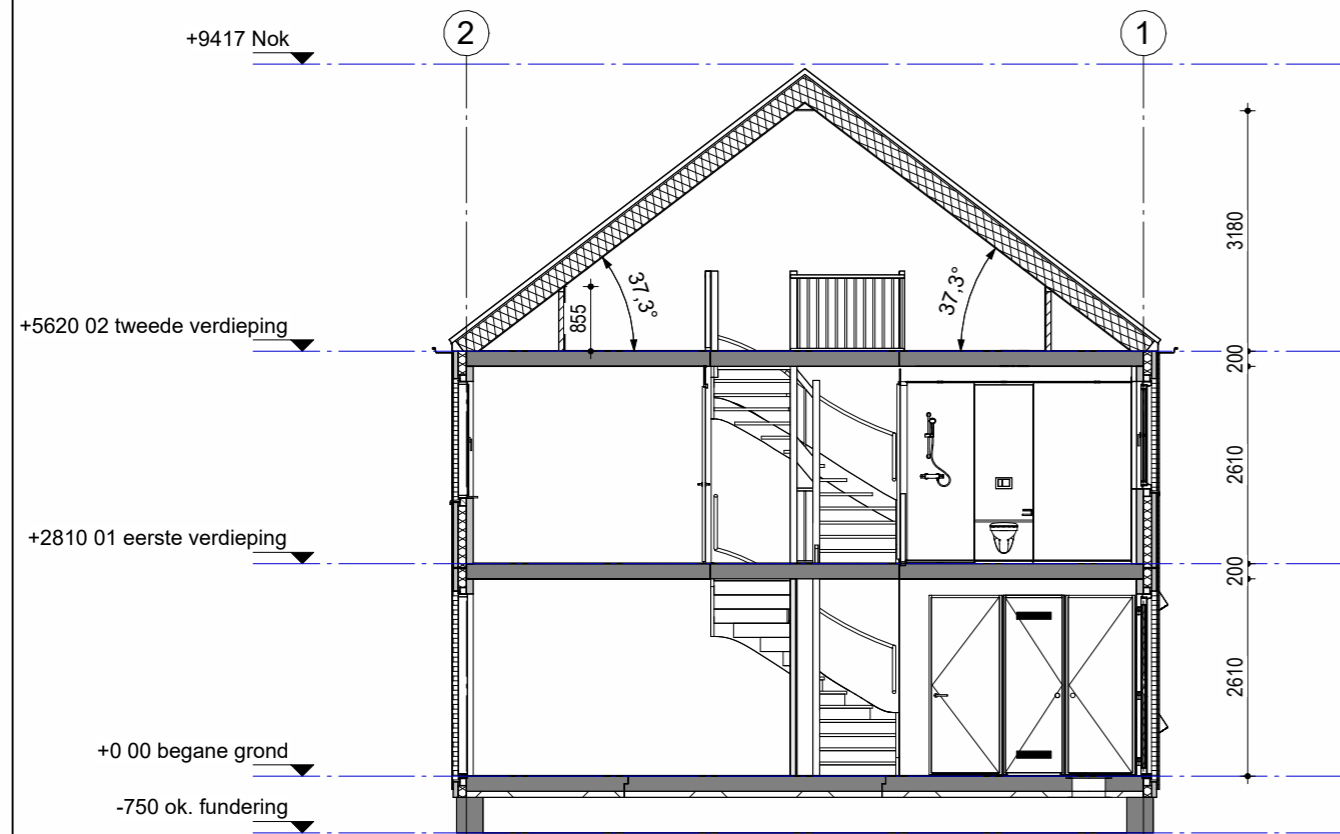 2
1
+9417 Nok
3180
37,3°
37,3°
855
+5620 02 tweede verdieping
200
2610
+2810 01 eerste verdieping
200
2610
+0 00 begane grond
-750 ok. fundering